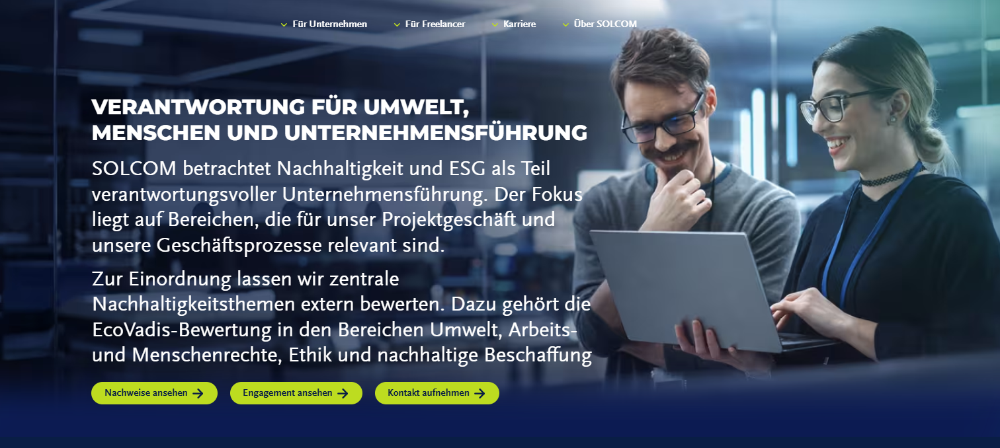 Für Unternehmen
Für Freelancer
Karriere
Über SOLCOM
VERANTWORTUNG FÜR UMWELT,
MENSCHEN UND UNTERNEHMENSFÜHRUNG
SOLCOM betrachtet Nachhaltigkeit und ESG als Teil
verantwortungsvoller Unternehmensführung. Der Fokus
liegt auf Bereichen, die für unser Projektgeschäft und
unsere Geschäftsprozesse relevant sind.
Zur Einordnung lassen wir zentrale
Nachhaltigkeitsthemen extern bewerten. Dazu gehört die
EcoVadis-Bewertung in den Bereichen Umwelt, Arbeits-
und Menschenrechte, Ethik und nachhaltige Beschaffung
Nachweise ansehen
Engagement ansehen
Kontakt aufnehmen